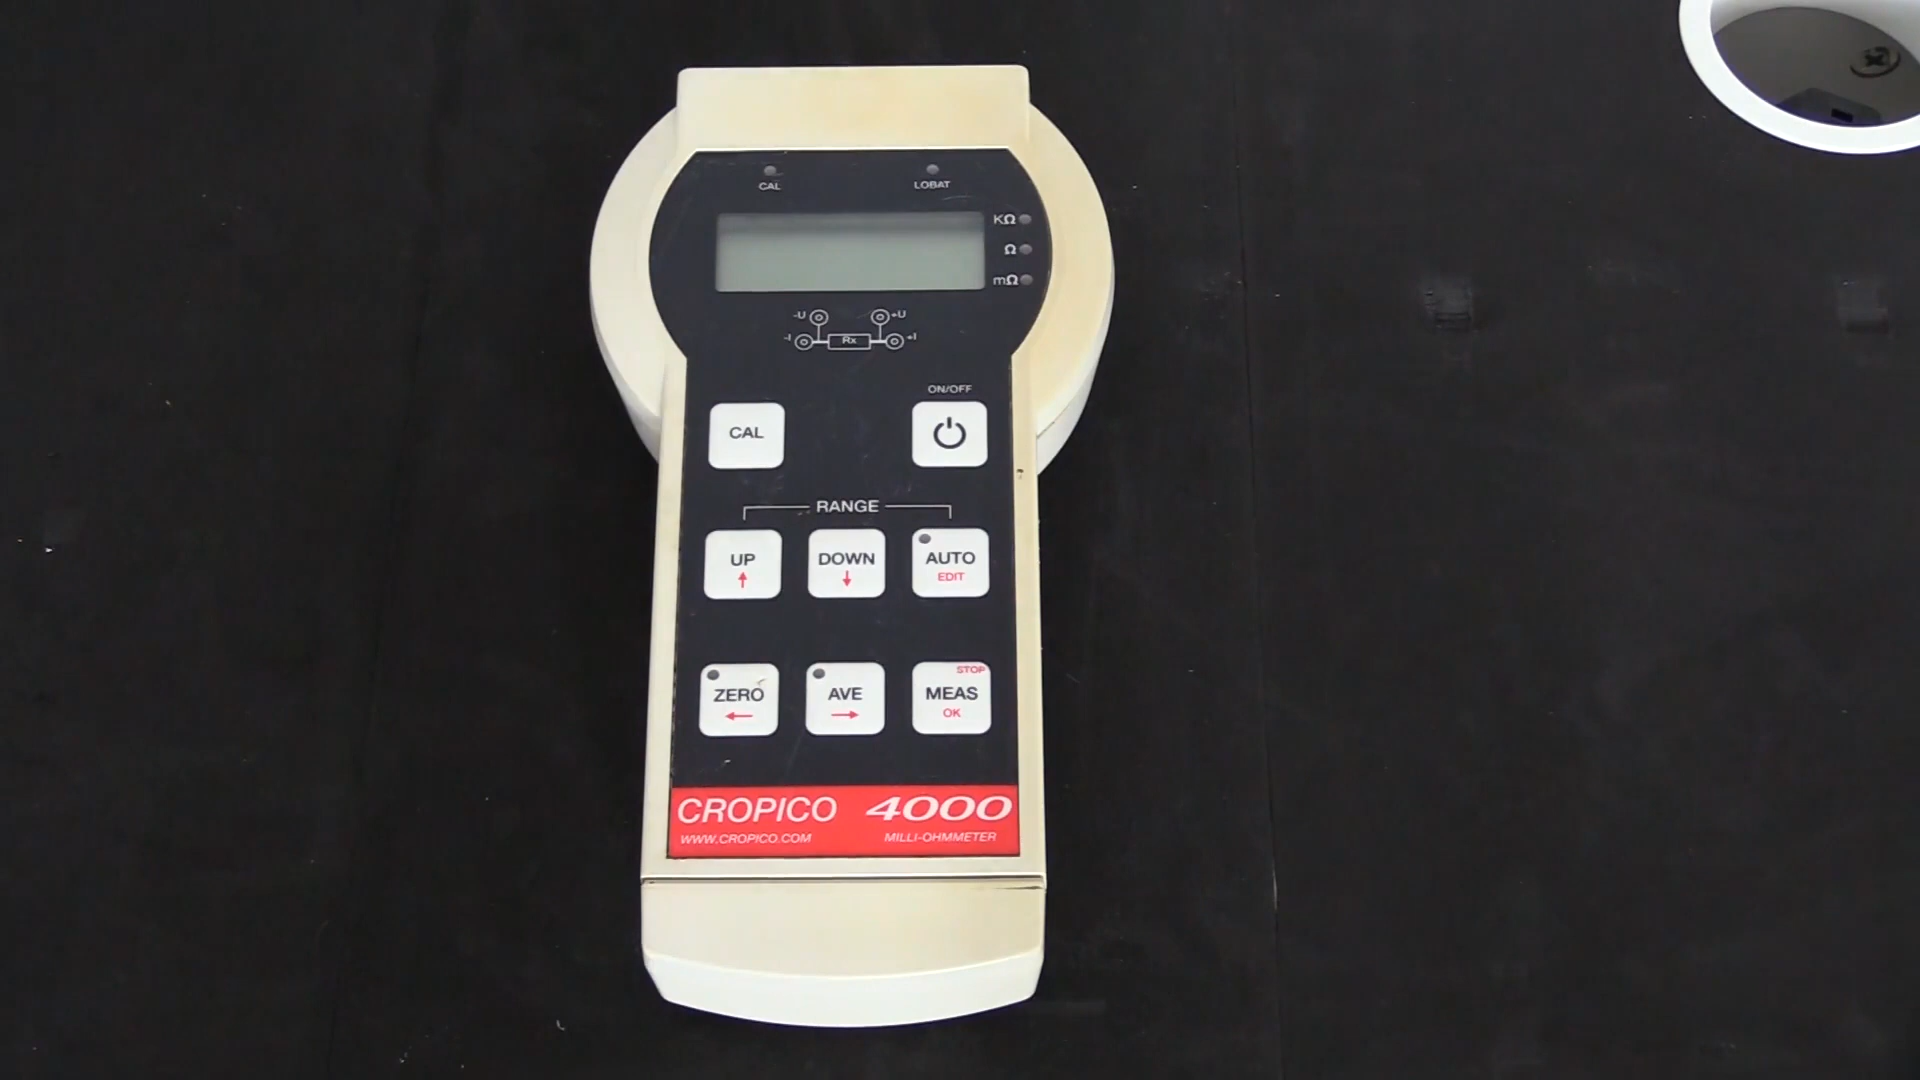 CAL LOBAT
KΩ
Ω
mΩ
-U +U
-I Rx +I
ON/OFF
CAL
RANGE
UP DOWN AUTO
EDIT
STOP
ZERO AVE MEAS
OK
CROPICO 4000
WWW.CROPICO.COM MILLI-OHMMETER